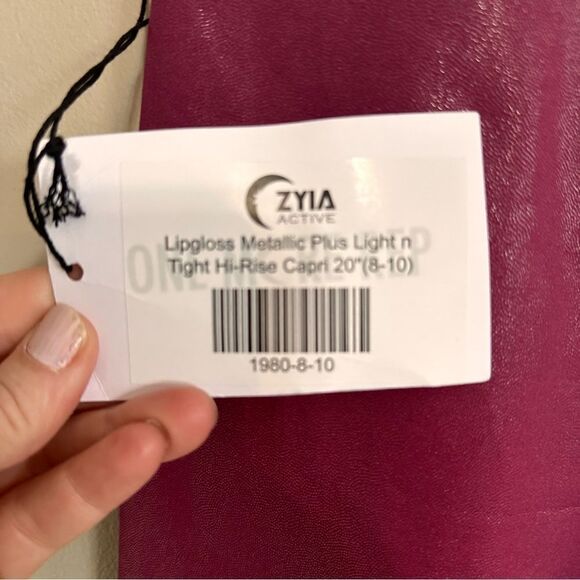 ZYIA
ACTIVE
Lipgloss Metallic Plus Light n
Tight Hi-Rise Capri 20"(8-10)
1980-8-10